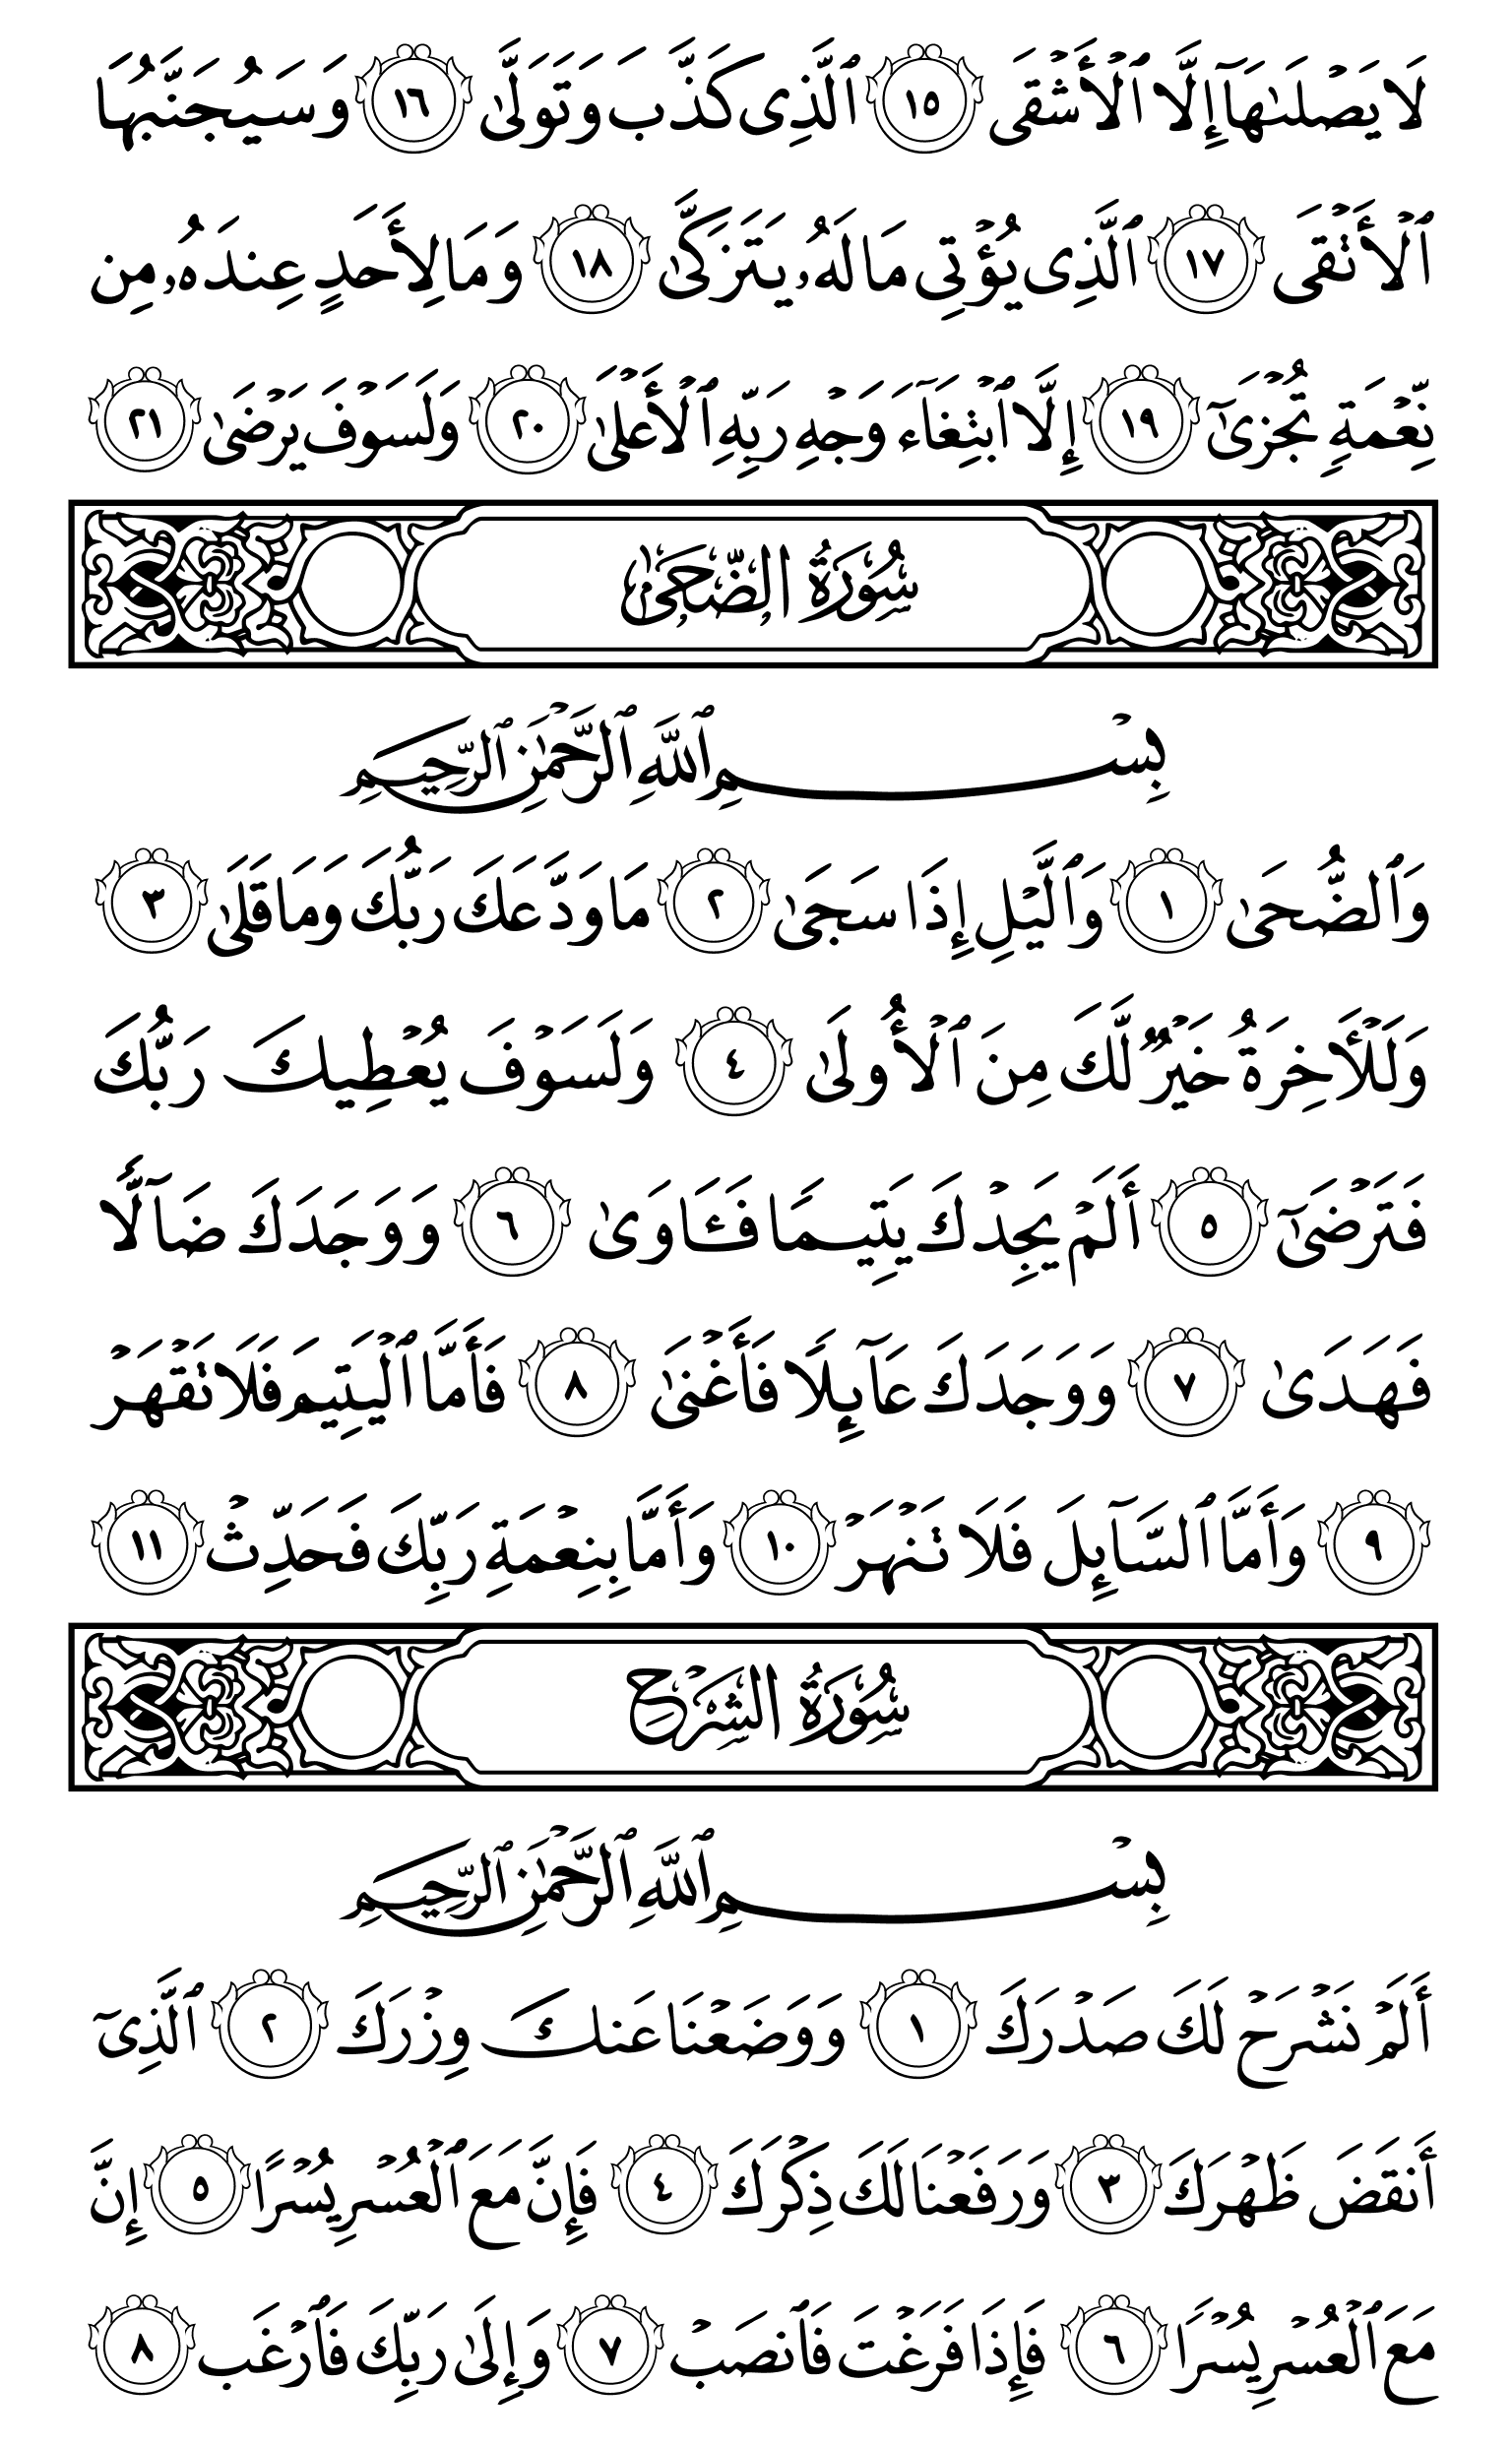 لَا يَصْلَىٰهَآ إِلَّا ٱلْأَشْقَى ١٥ ٱلَّذِى كَذَّبَ وَتَوَلَّىٰ ١٦ وَسَيُجَنَّبُهَا
ٱلْأَتْقَى ١٧ ٱلَّذِى يُؤْتِى مَالَهُۥ يَتَزَكَّىٰ ١٨ وَمَا لِأَحَدٍ عِندَهُۥ مِن
نِّعْمَةٍ تُجْزَىٰٓ ١٩ إِلَّا ٱبْتِغَآءَ وَجْهِ رَبِّهِ ٱلْأَعْلَىٰ ٢٠ وَلَسَوْفَ يَرْضَىٰ ٢١
سُورَةُ الضُّحَىٰ
بِسْمِ ٱللَّهِ ٱلرَّحْمَٰنِ ٱلرَّحِيمِ
وَٱلضُّحَىٰ ١ وَٱلَّيْلِ إِذَا سَجَىٰ ٢ مَا وَدَّعَكَ رَبُّكَ وَمَا قَلَىٰ ٣
وَلَلْأَخِرَةُ خَيْرٌ لَّكَ مِنَ ٱلْأُولَىٰ ٤ وَلَسَوْفَ يُعْطِيكَ رَبُّكَ
فَتَرْضَىٰٓ ٥ أَلَمْ يَجِدْكَ يَتِيمًا فَـَٔاوَىٰ ٦ وَوَجَدَكَ ضَآلًّا
فَهَدَىٰ ٧ وَوَجَدَكَ عَآئِلًا فَأَغْنَىٰ ٨ فَأَمَّا ٱلْيَتِيمَ فَلَا تَقْهَرْ
٩ وَأَمَّا ٱلسَّآئِلَ فَلَا تَنْهَرْ ١٠ وَأَمَّا بِنِعْمَةِ رَبِّكَ فَحَدِّثْ ١١
سُورَةُ الشَّرْحِ
بِسْمِ ٱللَّهِ ٱلرَّحْمَٰنِ ٱلرَّحِيمِ
أَلَمْ نَشْرَحْ لَكَ صَدْرَكَ ١ وَوَضَعْنَا عَنكَ وِزْرَكَ ٢ ٱلَّذِىٓ
أَنقَضَ ظَهْرَكَ ٣ وَرَفَعْنَا لَكَ ذِكْرَكَ ٤ فَإِنَّ مَعَ ٱلْعُسْرِ يُسْرًا ٥ إِنَّ
مَعَ ٱلْعُسْرِ يُسْرًا ٦ فَإِذَا فَرَغْتَ فَٱنصَبْ ٧ وَإِلَىٰ رَبِّكَ فَٱرْغَب ٨